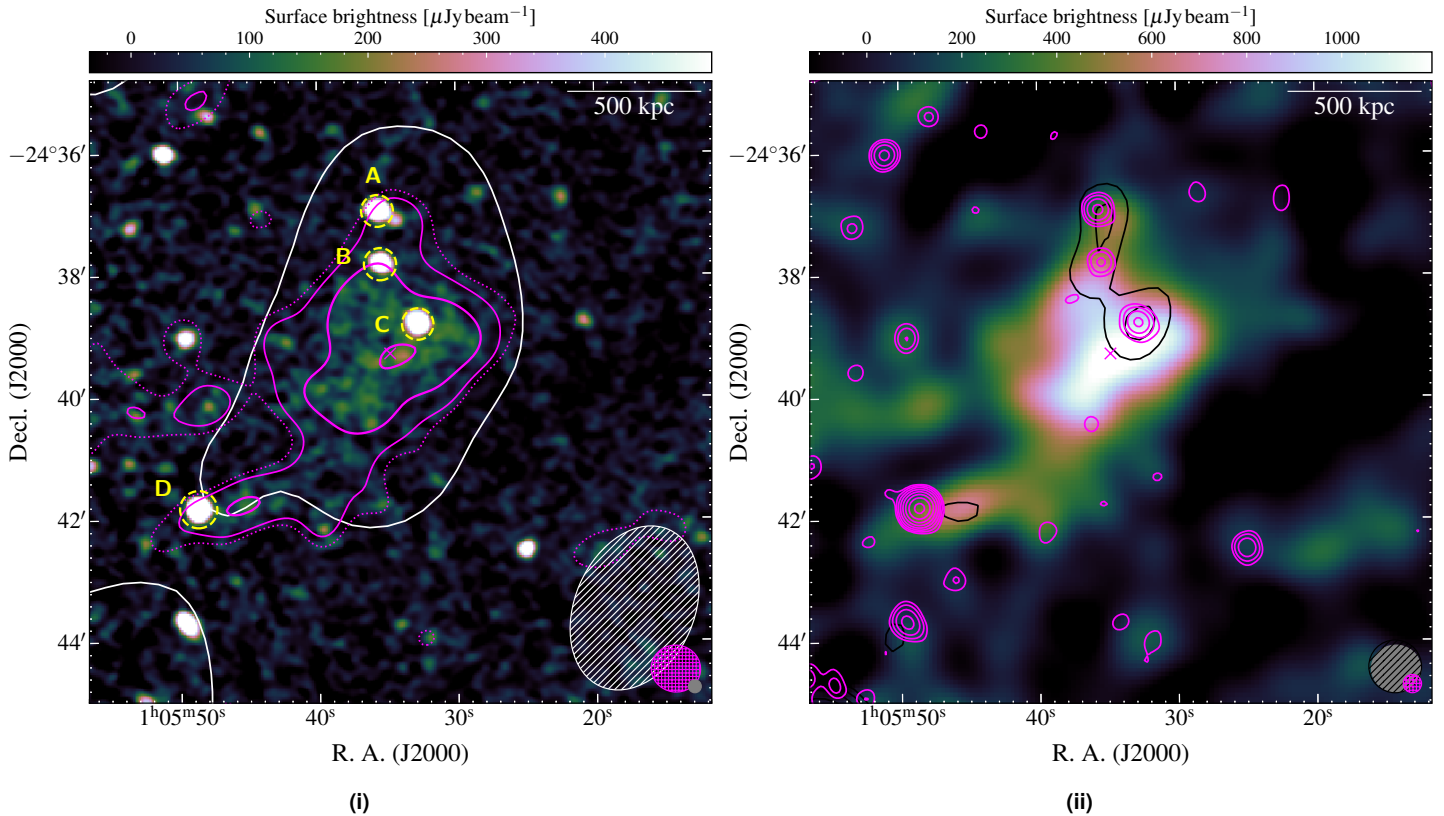 Surface brightness [μJy beam⁻¹]
0 100 200 300 400
500 kpc
A
B
C
D
−24°36′
38′
40′
42′
44′
Decl. (J2000)
1ʰ05ᵐ50ˢ 40ˢ 30ˢ 20ˢ
R. A. (J2000)
(i)
Surface brightness [μJy beam⁻¹]
0 200 400 600 800 1000
500 kpc
−24°36′
38′
40′
42′
44′
Decl. (J2000)
1ʰ05ᵐ50ˢ 40ˢ 30ˢ 20ˢ
R. A. (J2000)
(ii)